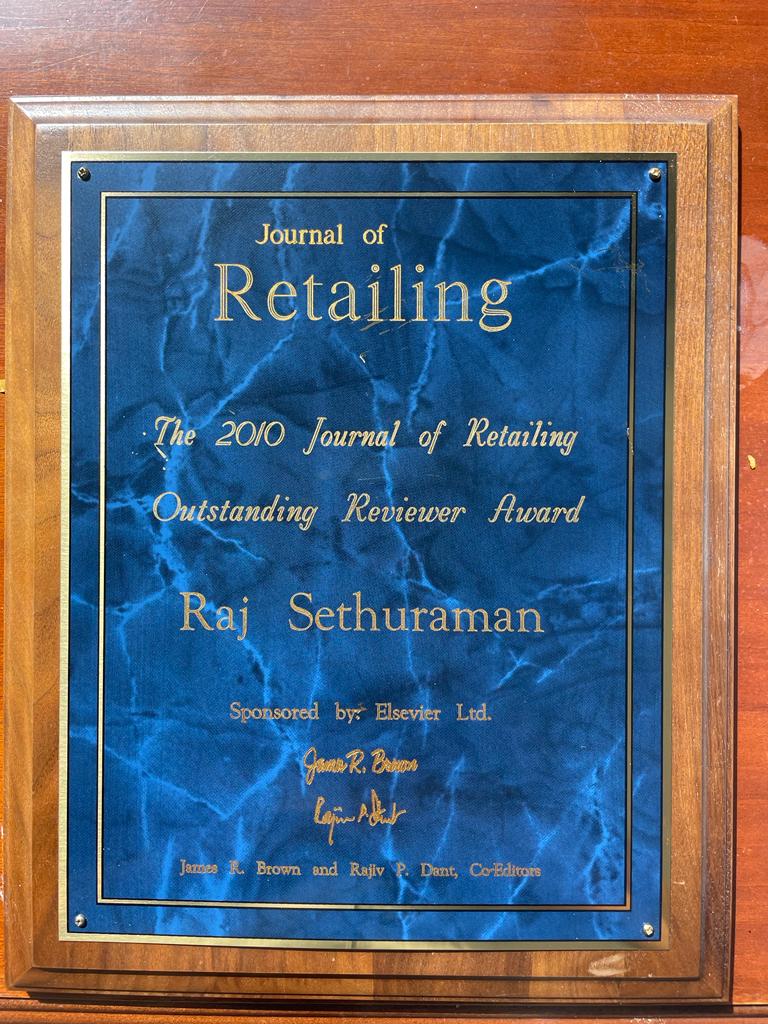 Journal of
Retailing
The 2010 Journal of Retailing
Outstanding Reviewer Award
Raj Sethuraman
Sponsored by: Elsevier Ltd.
James R. Brown
Rajiv P. Dant
James R. Brown and Rajiv P. Dant, Co-Editors